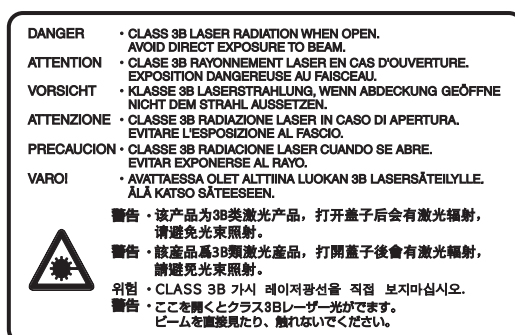 DANGER · CLASS 3B LASER RADIATION WHEN OPEN.
AVOID DIRECT EXPOSURE TO BEAM.
ATTENTION · CLASE 3B RAYONNEMENT LASER EN CAS D'OUVERTURE.
EXPOSITION DANGEREUSE AU FAISCEAU.
VORSICHT · KLASSE 3B LASERSTRAHLUNG, WENN ABDECKUNG GEÖFFNE
NICHT DEM STRAHL AUSSETZEN.
ATTENZIONE · CLASSE 3B RADIAZIONE LASER IN CASO DI APERTURA.
EVITARE L'ESPOSIZIONE AL FASCIO.
PRECAUCION · CLASSE 3B RADIACIONE LASER CUANDO SE ABRE.
EVITAR EXPONERSE AL RAYO.
VAROI · AVATTAESSA OLET ALTTIINA LUOKAN 3B LASERSÄTEILYLLE.
ÄLÄ KATSO SÄTEESEEN.
警告 · 该产品为3B类激光产品，打开盖子后会有激光辐射，
请避免光束照射。
警告 · 該産品爲3B類激光産品，打開蓋子後會有激光輻射，
請避免光束照射。
위험 · CLASS 3B 가시 레이저광선을 직접 보지마십시오.
警告 · ここを開くとクラス3Bレーザー光がでます。
ビームを直接見たり、触れないでください。